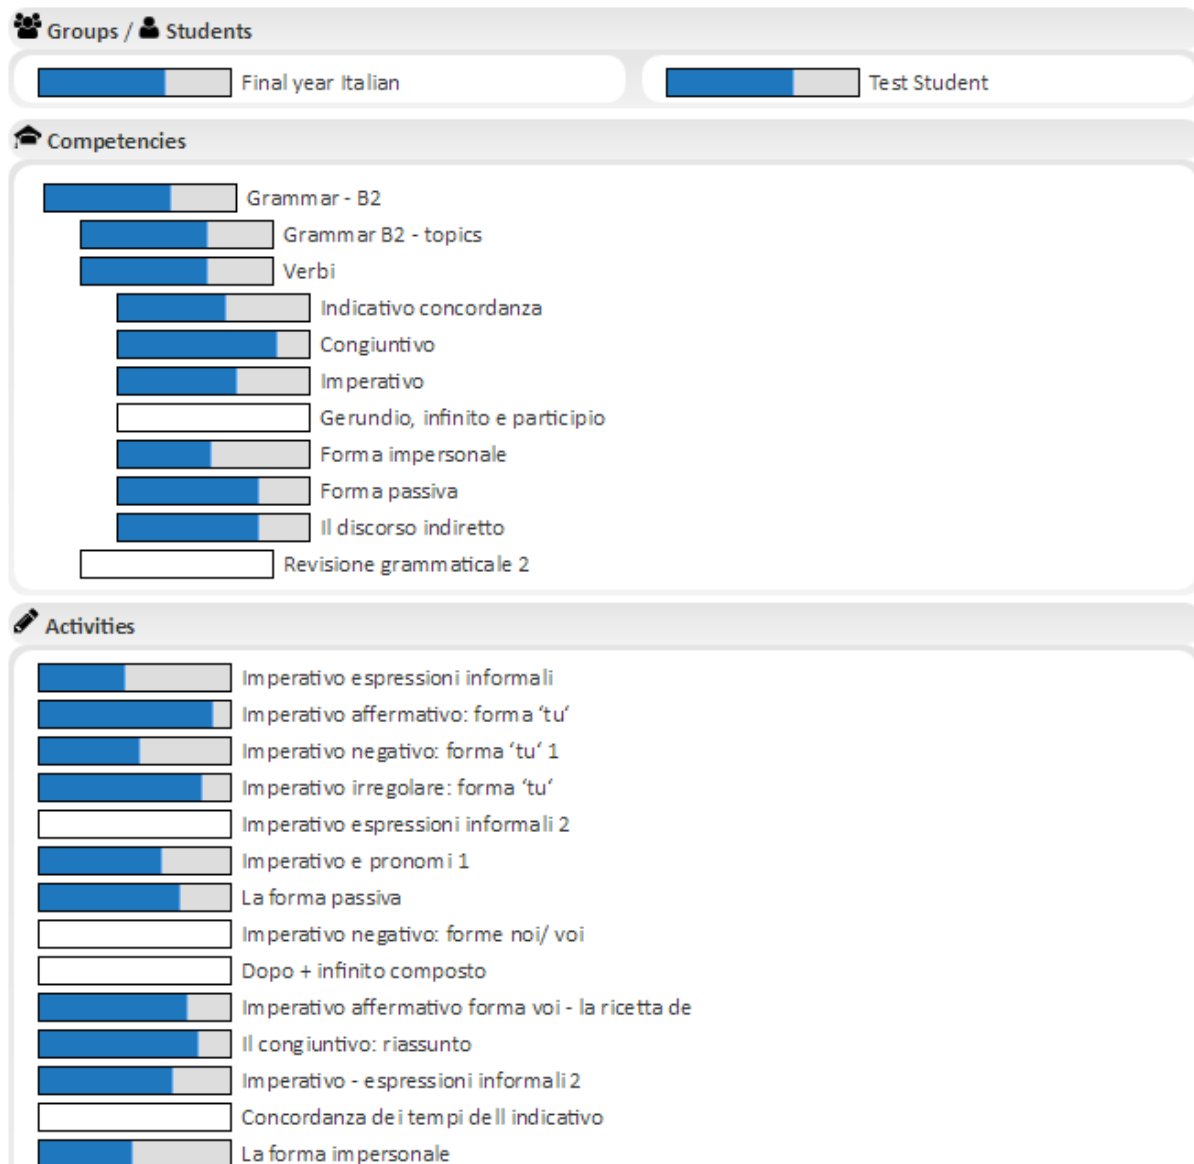 Groups / Students
Final year Italian
Test Student
Competencies
Grammar - B2
Grammar B2 - topics
Verbi
Indicativo concordanza
Congiuntivo
Imperativo
Gerundio, infinito e participio
Forma impersonale
Forma passiva
Il discorso indiretto
Revisione grammaticale 2
Activities
Imperativo espressioni informali
Imperativo affermativo: forma ‘tu‘
Imperativo negativo: forma ‘tu‘ 1
Imperativo irregolare: forma ‘tu‘
Imperativo espressioni informali 2
Imperativo e pronomi 1
La forma passiva
Imperativo negativo: forme noi/ voi
Dopo + infinito composto
Imperativo affermativo forma voi - la ricetta de
Il congiuntivo: riassunto
Imperativo - espressioni informali 2
Concordanza dei tempi dell indicativo
La forma impersonale